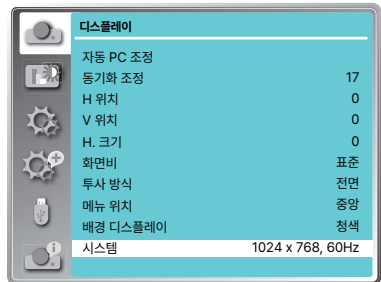 디스플레이
자동 PC 조정
동기화 조정 17
H 위치 0
V 위치 0
H. 크기 0
화면비 표준
투사 방식 전면
메뉴 위치 중앙
배경 디스플레이 청색
시스템 1024 x 768, 60Hz